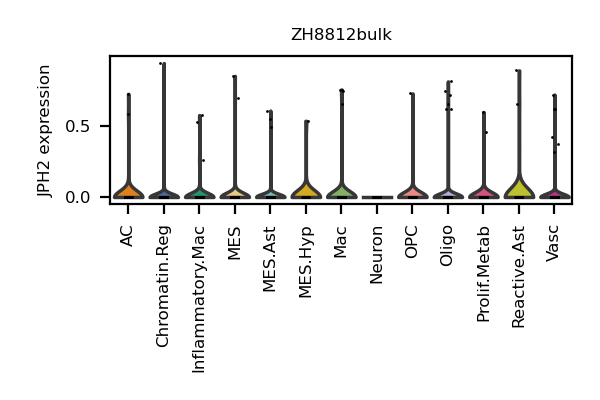 ZH8812bulk
JPH2 expression
0.5
0.0
AC
Chromatin.Reg
Inflammatory.Mac
MES
MES.Ast
MES.Hyp
Mac
Neuron
OPC
Oligo
Prolif.Metab
Reactive.Ast
Vasc